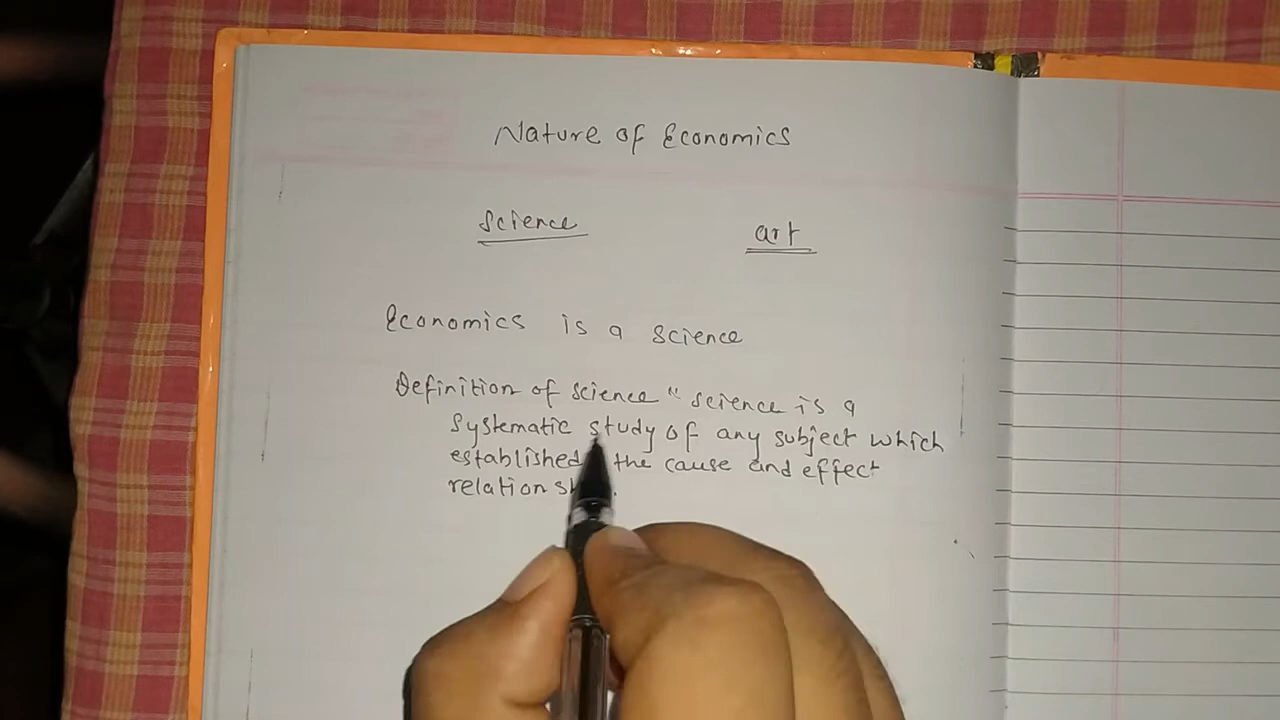 Nature of Economics
Science art
Economics is a science
Definition of science "science is a
Systematic study of any subject which
established the cause and effect